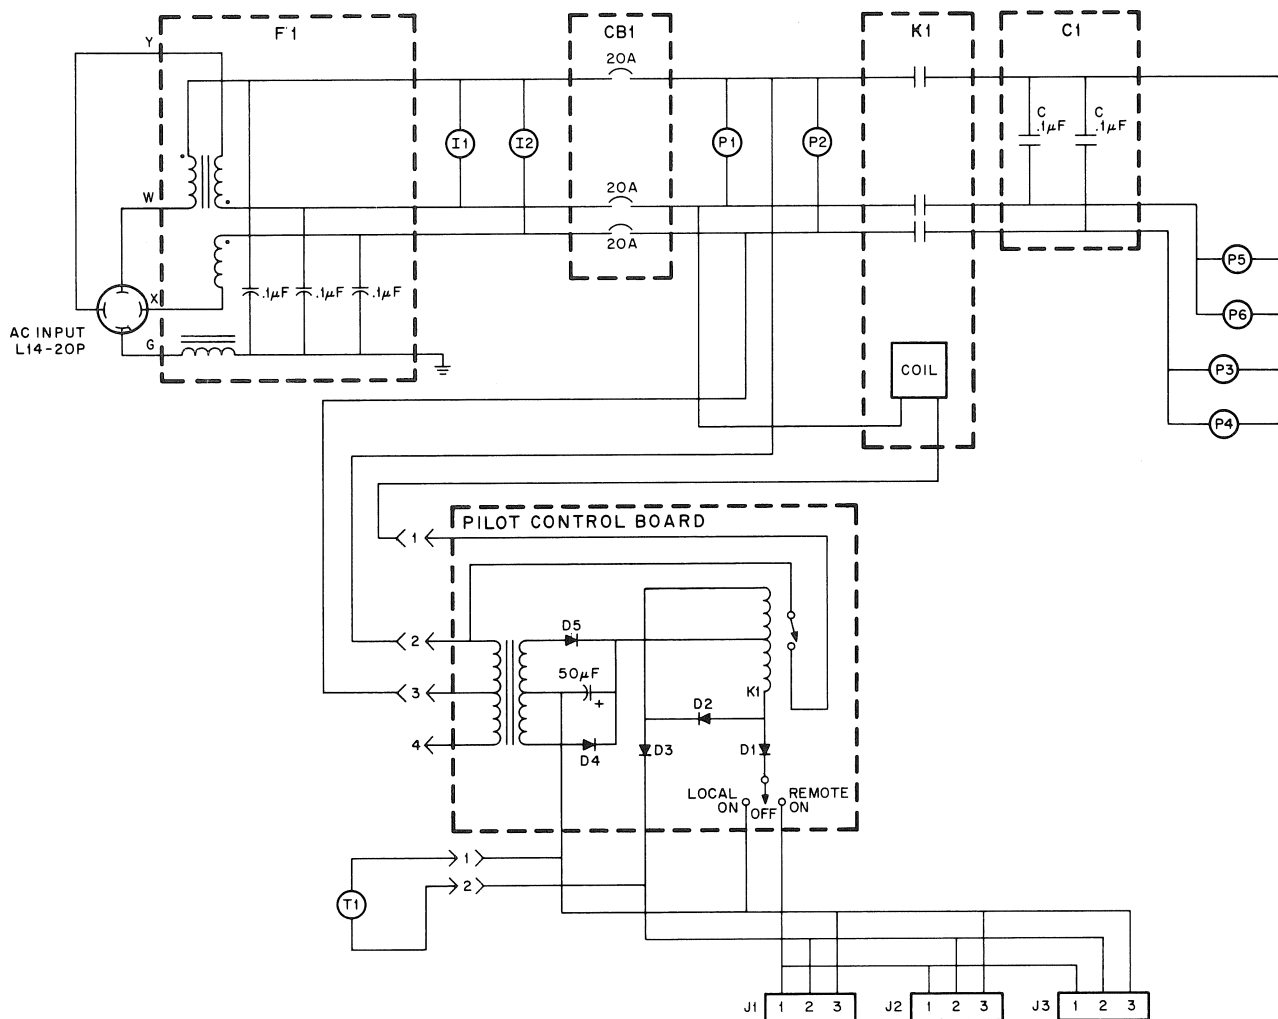 F1
CB1
K1
C1
Y
20A
C
.1µF
C
.1µF
I1
I2
P1
P2
W
20A
20A
P5
X
.1µF
.1µF
.1µF
P6
AC INPUT
L14-20P
G
COIL
P3
P4
PILOT CONTROL BOARD
1
2
D5
50µF
+
3
K1
D2
4
D4
D3
D1
LOCAL
ON
OFF
REMOTE
ON
1
2
T1
J1
1
2
3
J2
1
2
3
J3
1
2
3